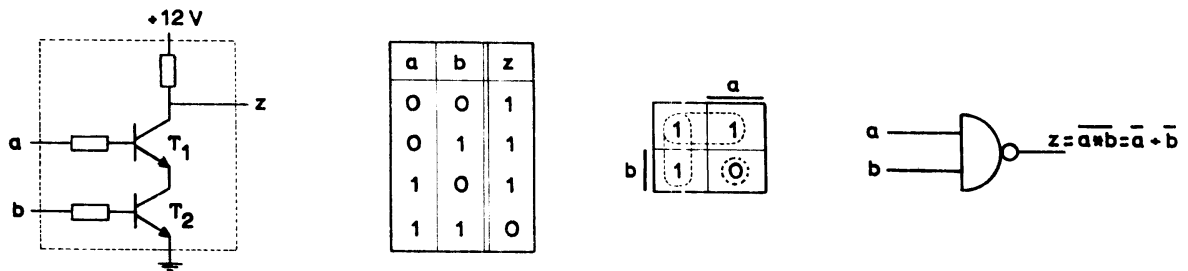 +12 V
z
a
T1
b
T2
a b z
0 0 1
0 1 1
1 0 1
1 1 0
a
1 1
b 1 0
a
b
z = \overline{a*b} = ā + b̄